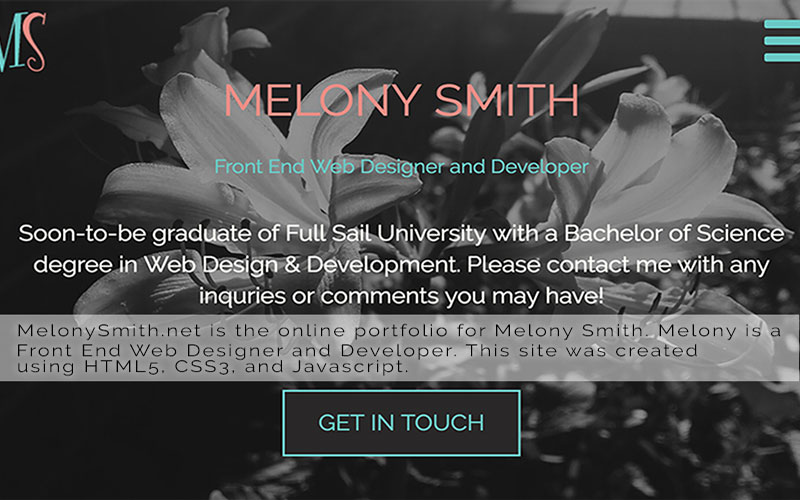 MS
MELONY SMITH
Front End Web Designer and Developer
Soon-to-be graduate of Full Sail University with a Bachelor of Science
degree in Web Design & Development. Please contact me with any
inquries or comments you may have!
MelonySmith.net is the online portfolio for Melony Smith. Melony is a
Front End Web Designer and Developer. This site was created
using HTML5, CSS3, and Javascript.
GET IN TOUCH